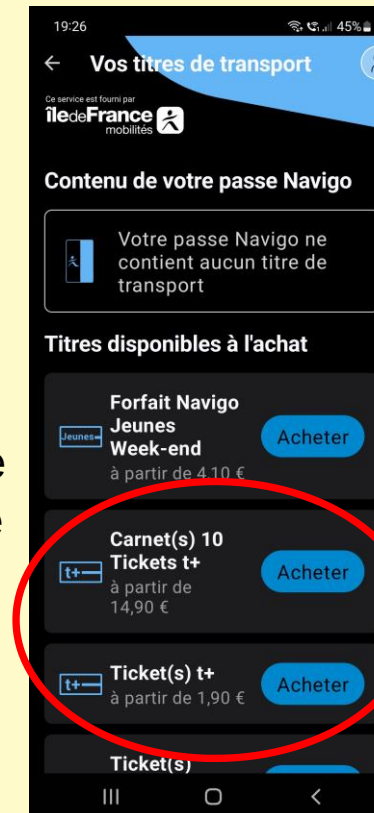 19:26
45%
← Vos titres de transport
Ce service est fourni par
îledeFrance
mobilités
Contenu de votre passe Navigo
Votre passe Navigo ne
contient aucun titre de
transport
Titres disponibles à l'achat
Forfait Navigo
Jeunes
Week-end
Jeunes
Acheter
à partir de 4,10 €
Carnet(s) 10
Tickets t+
t+
Acheter
à partir de
14,90 €
Ticket(s) t+
t+
Acheter
à partir de 1,90 €
Ticket(s)